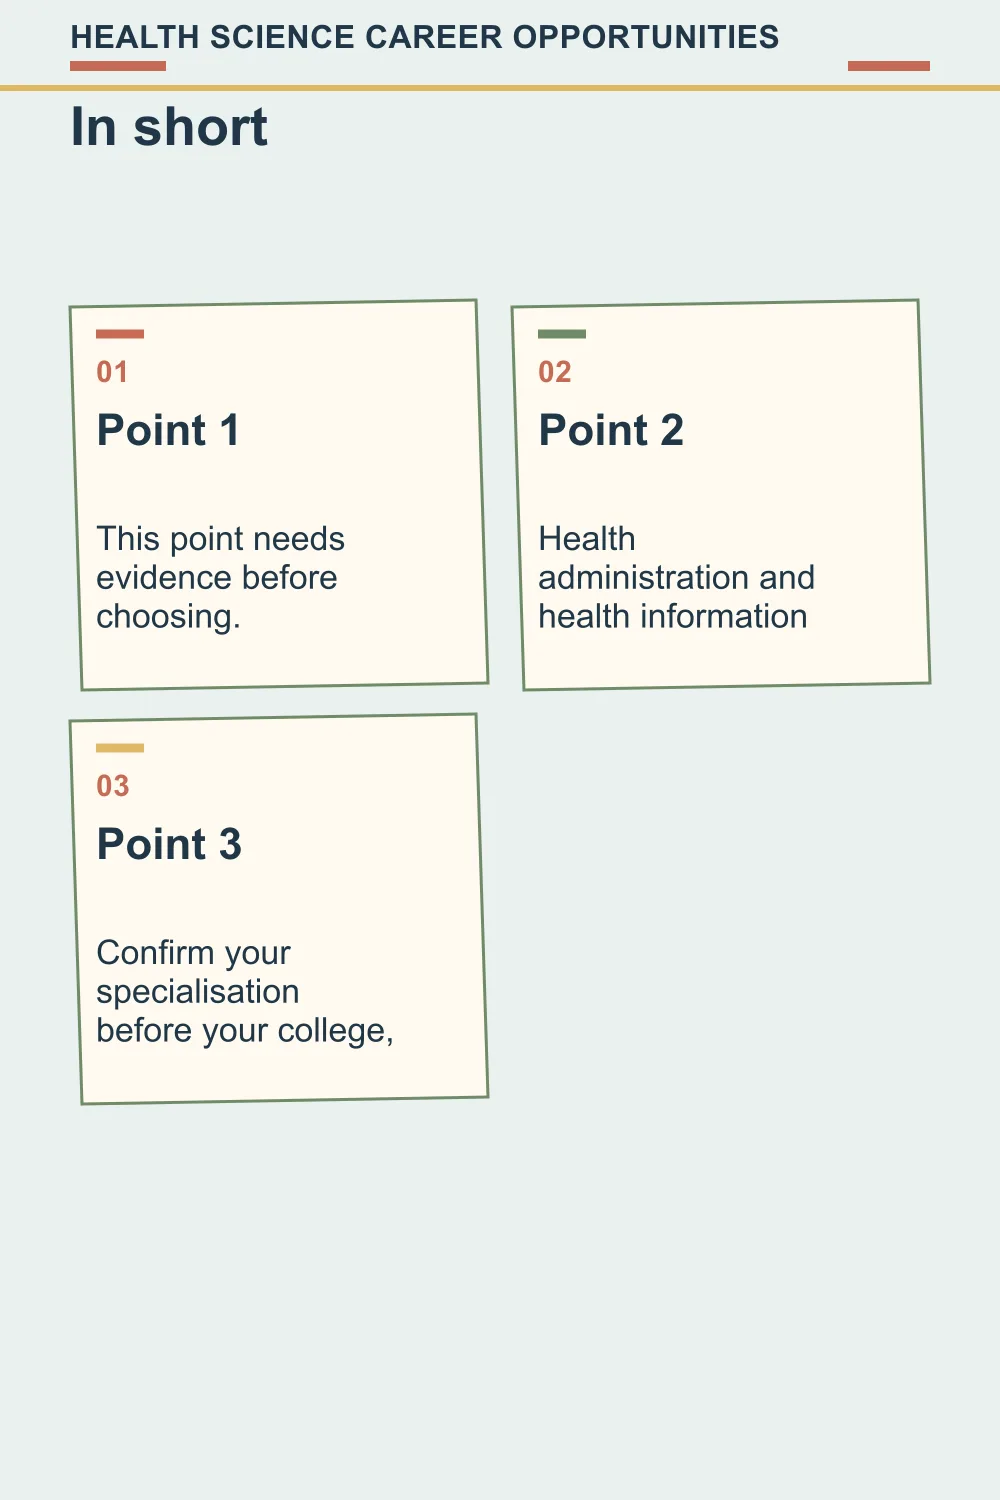 HEALTH SCIENCE CAREER OPPORTUNITIES
In short
01
Point 1
This point needs
evidence before
choosing.
02
Point 2
Health
administration and
health information
03
Point 3
Confirm your
specialisation
before your college,